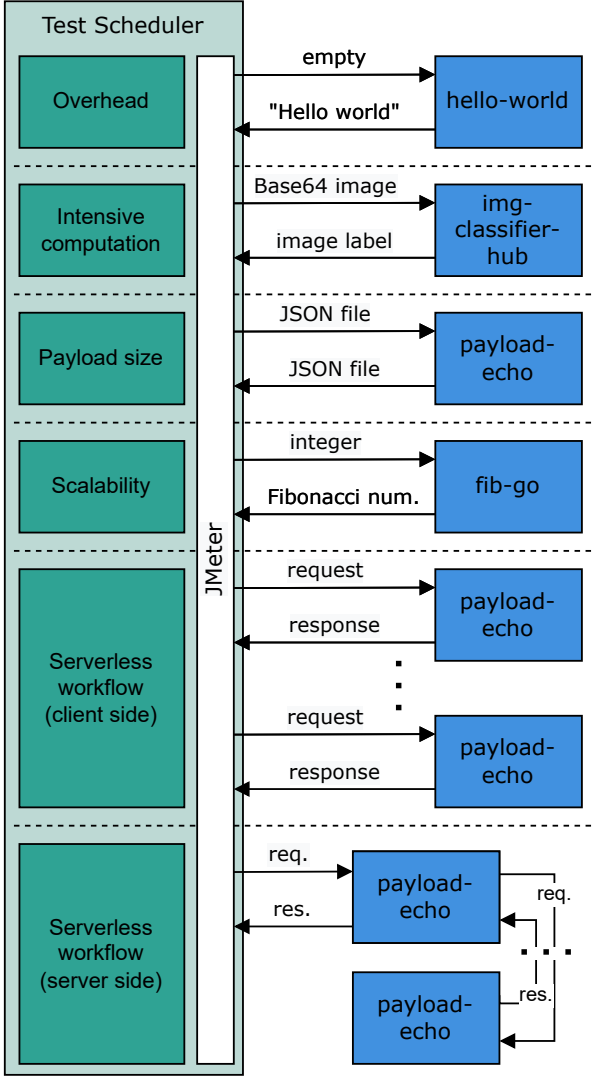 Test Scheduler
JMeter
Overhead
empty
"Hello world"
hello-world
Intensive
computation
Base64 image
image label
img-
classifier-
hub
Payload size
JSON file
JSON file
payload-
echo
Scalability
integer
Fibonacci num.
fib-go
Serverless
workflow
(client side)
request
response
payload-
echo
request
response
payload-
echo
Serverless
workflow
(server side)
req.
res.
payload-
echo
req.
res.
payload-
echo